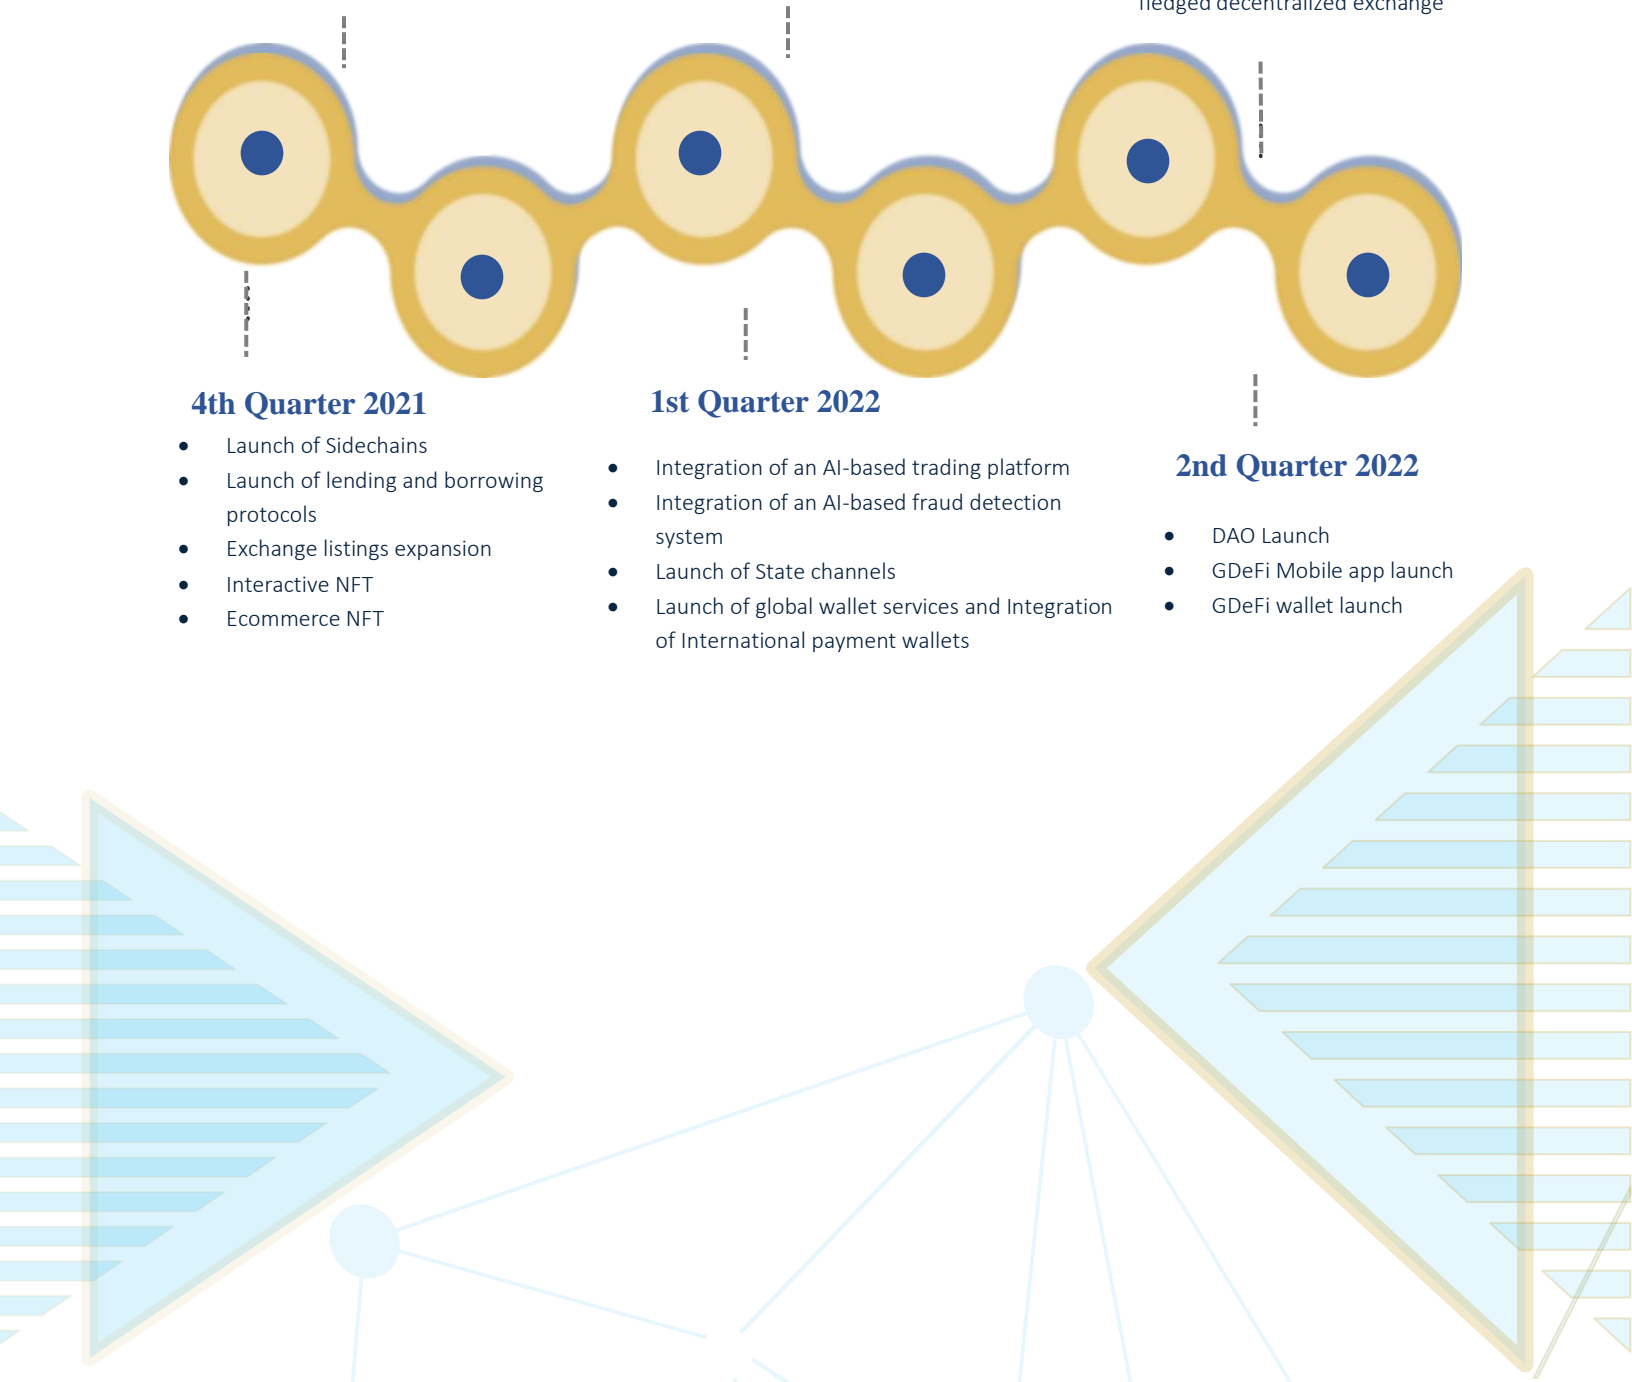 fledged decentralized exchange
4th Quarter 2021
• Launch of Sidechains
• Launch of lending and borrowing
protocols
• Exchange listings expansion
• Interactive NFT
• Ecommerce NFT
1st Quarter 2022
• Integration of an AI-based trading platform
• Integration of an AI-based fraud detection
system
• Launch of State channels
• Launch of global wallet services and Integration
of International payment wallets
2nd Quarter 2022
• DAO Launch
• GDeFi Mobile app launch
• GDeFi wallet launch